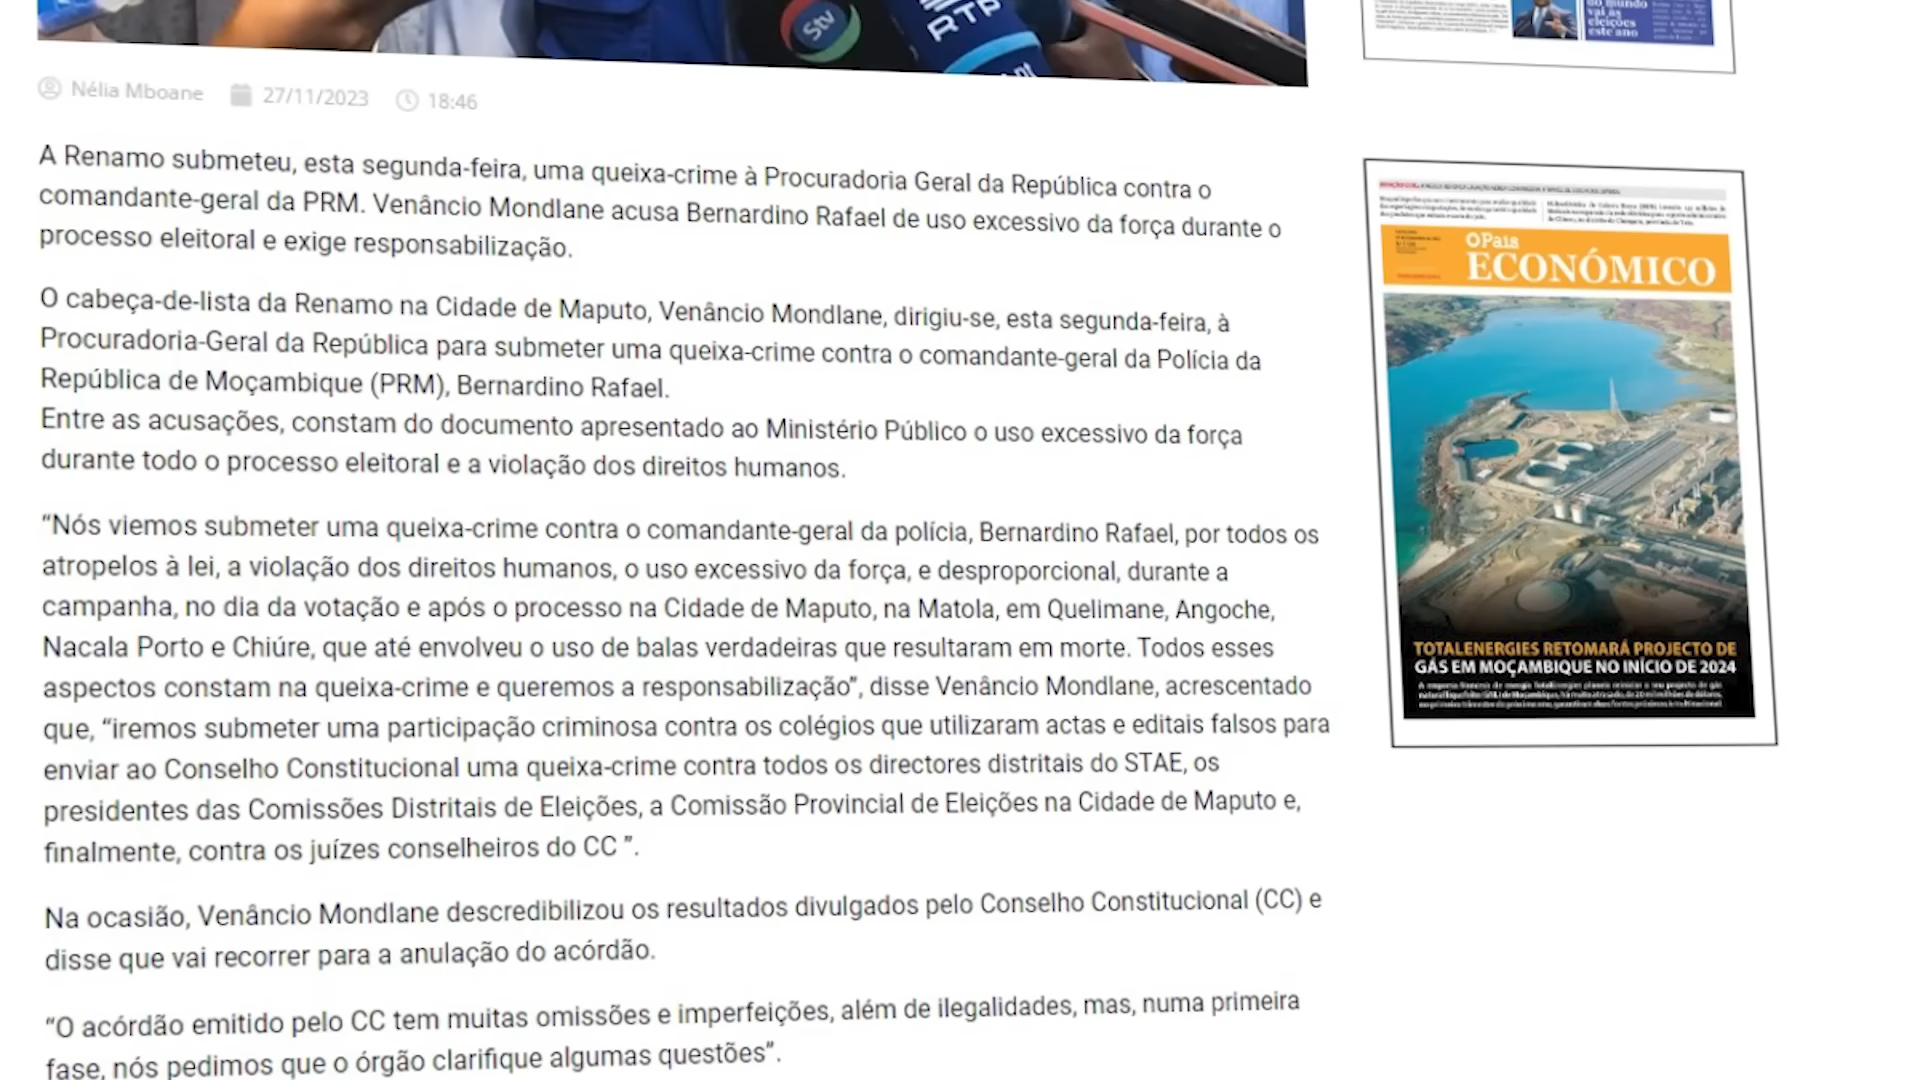 Stv
RTP
Nélia Mboane 27/11/2023 18:46
A Renamo submeteu, esta segunda-feira, uma queixa-crime à Procuradoria Geral da República contra o
comandante-geral da PRM. Venâncio Mondlane acusa Bernardino Rafael de uso excessivo da força durante o
processo eleitoral e exige responsabilização.
O cabeça-de-lista da Renamo na Cidade de Maputo, Venâncio Mondlane, dirigiu-se, esta segunda-feira, à
Procuradoria-Geral da República para submeter uma queixa-crime contra o comandante-geral da Polícia da
República de Moçambique (PRM), Bernardino Rafael.
Entre as acusações, constam do documento apresentado ao Ministério Público o uso excessivo da força
durante todo o processo eleitoral e a violação dos direitos humanos.
“Nós viemos submeter uma queixa-crime contra o comandante-geral da polícia, Bernardino Rafael, por todos os
atropelos à lei, a violação dos direitos humanos, o uso excessivo da força, e desproporcional, durante a
campanha, no dia da votação e após o processo na Cidade de Maputo, na Matola, em Quelimane, Angoche,
Nacala Porto e Chiúre, que até envolveu o uso de balas verdadeiras que resultaram em morte. Todos esses
aspectos constam na queixa-crime e queremos a responsabilização”, disse Venâncio Mondlane, acrescentado
que, “iremos submeter uma participação criminosa contra os colégios que utilizaram actas e editais falsos para
enviar ao Conselho Constitucional uma queixa-crime contra todos os directores distritais do STAE, os
presidentes das Comissões Distritais de Eleições, a Comissão Provincial de Eleições na Cidade de Maputo e,
finalmente, contra os juízes conselheiros do CC ”.
Na ocasião, Venâncio Mondlane descredibilizou os resultados divulgados pelo Conselho Constitucional (CC) e
disse que vai recorrer para a anulação do acórdão.
“O acórdão emitido pelo CC tem muitas omissões e imperfeições, além de ilegalidades, mas, numa primeira
fase, nós pedimos que o órgão clarifique algumas questões”.
do mundo
vai às
eleições
este ano
OPaís
ECONÓMICO
TOTALENERGIES RETOMARÁ PROJECTO DE
GÁS EM MOÇAMBIQUE NO INÍCIO DE 2024